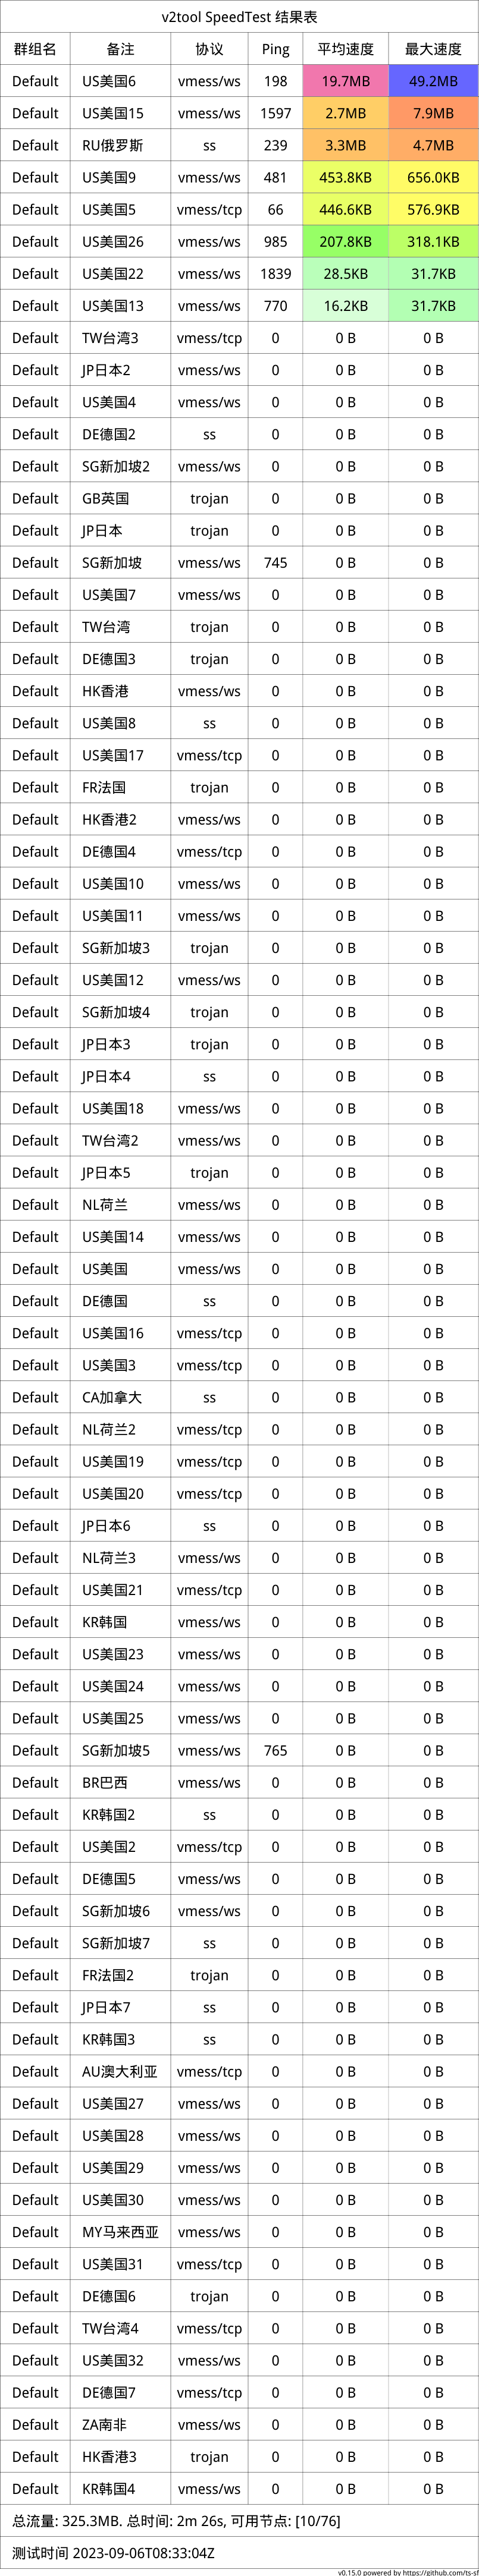 v2tool SpeedTest 结果表
群组名 备注 协议 Ping 平均速度 最大速度
Default US美国6 vmess/ws 198 19.7MB 49.2MB
Default US美国15 vmess/ws 1597 2.7MB 7.9MB
Default RU俄罗斯 ss 239 3.3MB 4.7MB
Default US美国9 vmess/ws 481 453.8KB 656.0KB
Default US美国5 vmess/tcp 66 446.6KB 576.9KB
Default US美国26 vmess/ws 985 207.8KB 318.1KB
Default US美国22 vmess/ws 1839 28.5KB 31.7KB
Default US美国13 vmess/ws 770 16.2KB 31.7KB
Default TW台湾3 vmess/tcp 0 0 B 0 B
Default JP日本2 vmess/ws 0 0 B 0 B
Default US美国4 vmess/ws 0 0 B 0 B
Default DE德国2 ss 0 0 B 0 B
Default SG新加坡2 vmess/ws 0 0 B 0 B
Default GB英国 trojan 0 0 B 0 B
Default JP日本 trojan 0 0 B 0 B
Default SG新加坡 vmess/ws 745 0 B 0 B
Default US美国7 vmess/ws 0 0 B 0 B
Default TW台湾 trojan 0 0 B 0 B
Default DE德国3 trojan 0 0 B 0 B
Default HK香港 vmess/ws 0 0 B 0 B
Default US美国8 ss 0 0 B 0 B
Default US美国17 vmess/tcp 0 0 B 0 B
Default FR法国 trojan 0 0 B 0 B
Default HK香港2 vmess/ws 0 0 B 0 B
Default DE德国4 vmess/tcp 0 0 B 0 B
Default US美国10 vmess/ws 0 0 B 0 B
Default US美国11 vmess/ws 0 0 B 0 B
Default SG新加坡3 trojan 0 0 B 0 B
Default US美国12 vmess/ws 0 0 B 0 B
Default SG新加坡4 trojan 0 0 B 0 B
Default JP日本3 trojan 0 0 B 0 B
Default JP日本4 ss 0 0 B 0 B
Default US美国18 vmess/ws 0 0 B 0 B
Default TW台湾2 vmess/ws 0 0 B 0 B
Default JP日本5 trojan 0 0 B 0 B
Default NL荷兰 vmess/ws 0 0 B 0 B
Default US美国14 vmess/ws 0 0 B 0 B
Default US美国 vmess/ws 0 0 B 0 B
Default DE德国 ss 0 0 B 0 B
Default US美国16 vmess/tcp 0 0 B 0 B
Default US美国3 vmess/tcp 0 0 B 0 B
Default CA加拿大 ss 0 0 B 0 B
Default NL荷兰2 vmess/tcp 0 0 B 0 B
Default US美国19 vmess/tcp 0 0 B 0 B
Default US美国20 vmess/tcp 0 0 B 0 B
Default JP日本6 ss 0 0 B 0 B
Default NL荷兰3 vmess/ws 0 0 B 0 B
Default US美国21 vmess/tcp 0 0 B 0 B
Default KR韩国 vmess/ws 0 0 B 0 B
Default US美国23 vmess/ws 0 0 B 0 B
Default US美国24 vmess/ws 0 0 B 0 B
Default US美国25 vmess/ws 0 0 B 0 B
Default SG新加坡5 vmess/ws 765 0 B 0 B
Default BR巴西 vmess/ws 0 0 B 0 B
Default KR韩国2 ss 0 0 B 0 B
Default US美国2 vmess/tcp 0 0 B 0 B
Default DE德国5 vmess/ws 0 0 B 0 B
Default SG新加坡6 vmess/ws 0 0 B 0 B
Default SG新加坡7 ss 0 0 B 0 B
Default FR法国2 trojan 0 0 B 0 B
Default JP日本7 ss 0 0 B 0 B
Default KR韩国3 ss 0 0 B 0 B
Default AU澳大利亚 vmess/tcp 0 0 B 0 B
Default US美国27 vmess/ws 0 0 B 0 B
Default US美国28 vmess/ws 0 0 B 0 B
Default US美国29 vmess/ws 0 0 B 0 B
Default US美国30 vmess/ws 0 0 B 0 B
Default MY马来西亚 vmess/ws 0 0 B 0 B
Default US美国31 vmess/tcp 0 0 B 0 B
Default DE德国6 trojan 0 0 B 0 B
Default TW台湾4 vmess/tcp 0 0 B 0 B
Default US美国32 vmess/ws 0 0 B 0 B
Default DE德国7 vmess/tcp 0 0 B 0 B
Default ZA南非 vmess/ws 0 0 B 0 B
Default HK香港3 trojan 0 0 B 0 B
Default KR韩国4 vmess/ws 0 0 B 0 B
总流量: 325.3MB. 总时间: 2m 26s, 可用节点: [10/76]
测试时间 2023-09-06T08:33:04Z
v0.15.0 powered by https://github.com/ts-sf